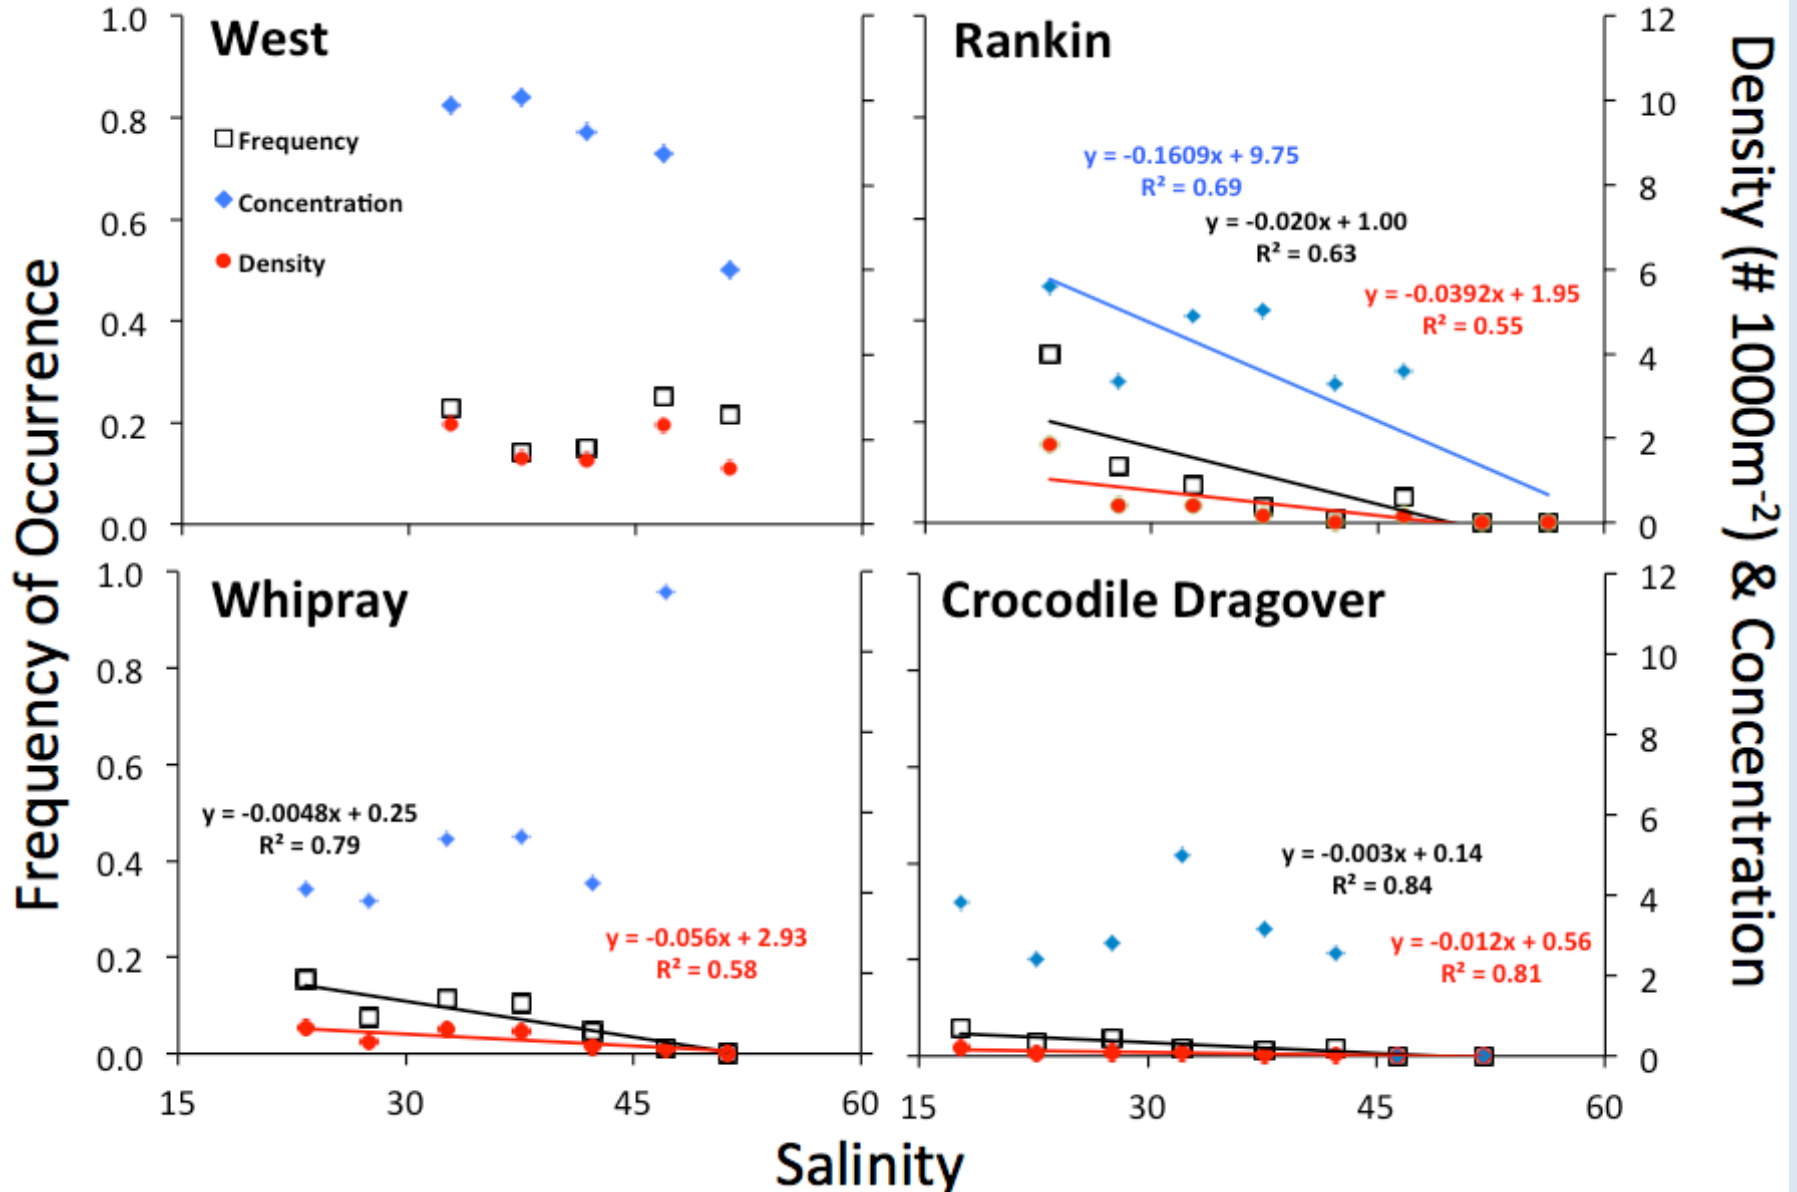 Frequency of Occurrence
1.0
0.8
0.6
0.4
0.2
0.0
West
Frequency
Concentration
Density
Rankin
y = -0.1609x + 9.75
R² = 0.69
y = -0.020x + 1.00
R² = 0.63
y = -0.0392x + 1.95
R² = 0.55
12
10
8
6
4
2
0
Density (# 1000m⁻²) & Concentration
1.0
0.8
0.6
0.4
0.2
0.0
Whipray
y = -0.0048x + 0.25
R² = 0.79
y = -0.056x + 2.93
R² = 0.58
Crocodile Dragover
y = -0.003x + 0.14
R² = 0.84
y = -0.012x + 0.56
R² = 0.81
12
10
8
6
4
2
0
15 30 45 60
15 30 45 60
Salinity